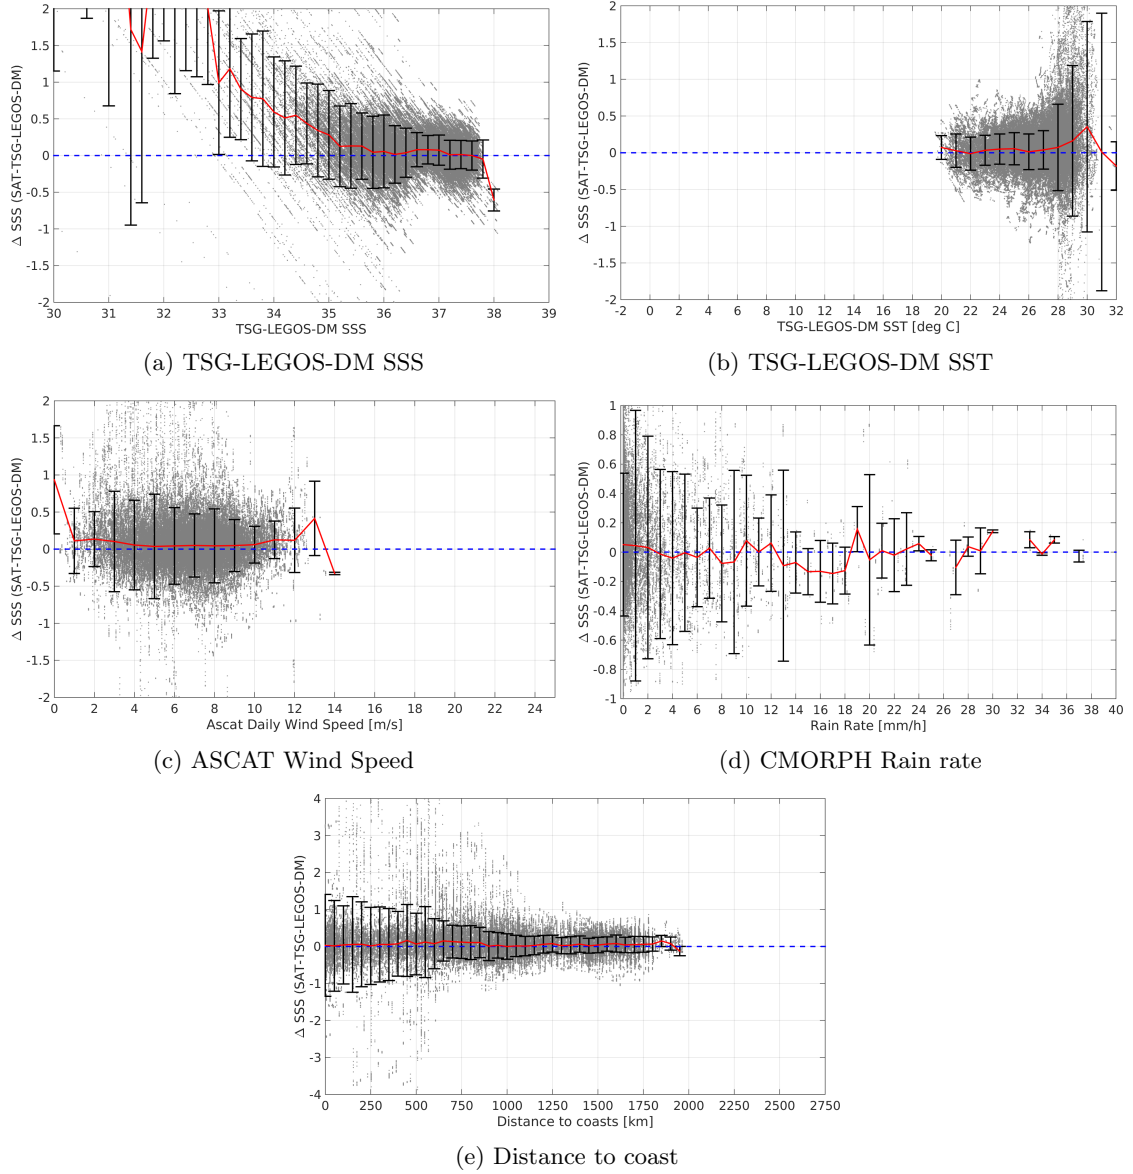 2
1.5
1
0.5
0
-0.5
-1
-1.5
-2
Δ SSS (SAT-TSG-LEGOS-DM)
30 31 32 33 34 35 36 37 38 39
TSG-LEGOS-DM SSS
(a) TSG-LEGOS-DM SSS
2
1.5
1
0.5
0
-0.5
-1
-1.5
-2
Δ SSS (SAT-TSG-LEGOS-DM)
-2 0 2 4 6 8 10 12 14 16 18 20 22 24 26 28 30 32
TSG-LEGOS-DM SST [deg C]
(b) TSG-LEGOS-DM SST
2
1.5
1
0.5
0
-0.5
-1
-1.5
-2
Δ SSS (SAT-TSG-LEGOS-DM)
0 2 4 6 8 10 12 14 16 18 20 22 24
Ascat Daily Wind Speed [m/s]
(c) ASCAT Wind Speed
1
0.8
0.6
0.4
0.2
0
-0.2
-0.4
-0.6
-0.8
-1
Δ SSS (SAT-TSG-LEGOS-DM)
0 2 4 6 8 10 12 14 16 18 20 22 24 26 28 30 32 34 36 38 40
Rain Rate [mm/h]
(d) CMORPH Rain rate
4
3
2
1
0
-1
-2
-3
-4
Δ SSS (SAT-TSG-LEGOS-DM)
0 250 500 750 1000 1250 1500 1750 2000 2250 2500 2750
Distance to coasts [km]
(e) Distance to coast